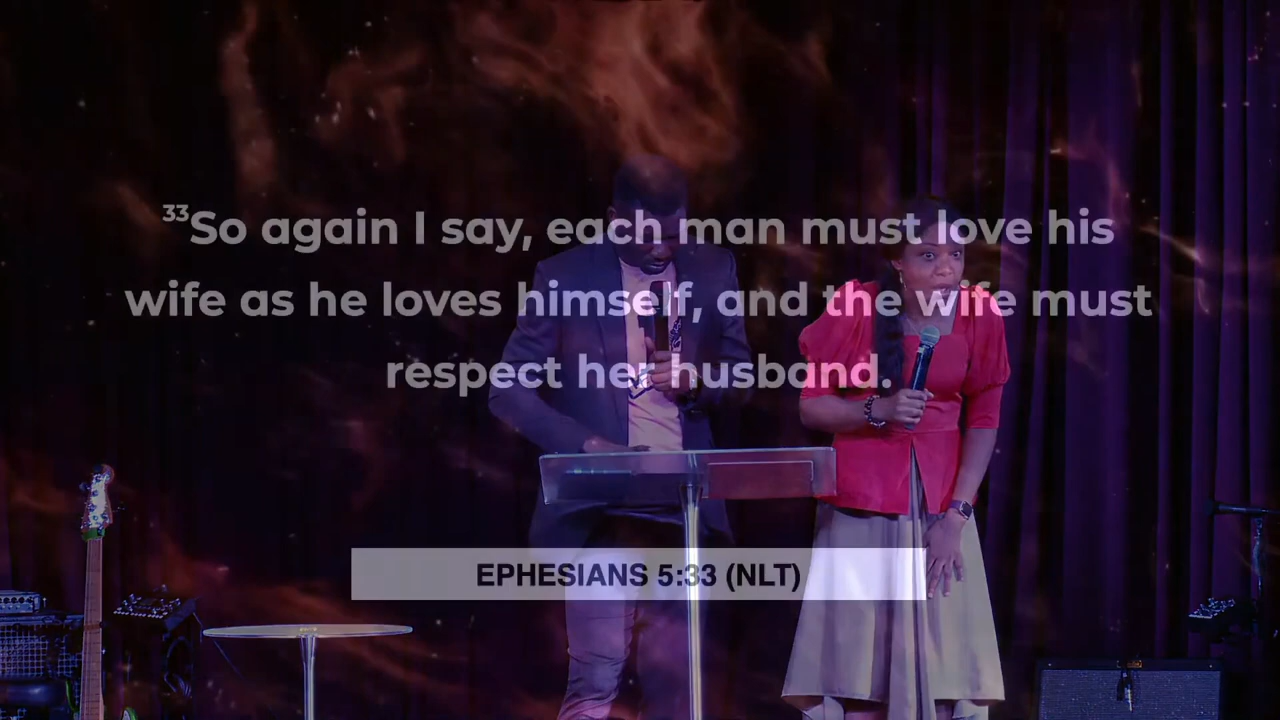 ³³So again I say, each man must love his
wife as he loves himself, and the wife must
respect her husband.
EPHESIANS 5:33 (NLT)